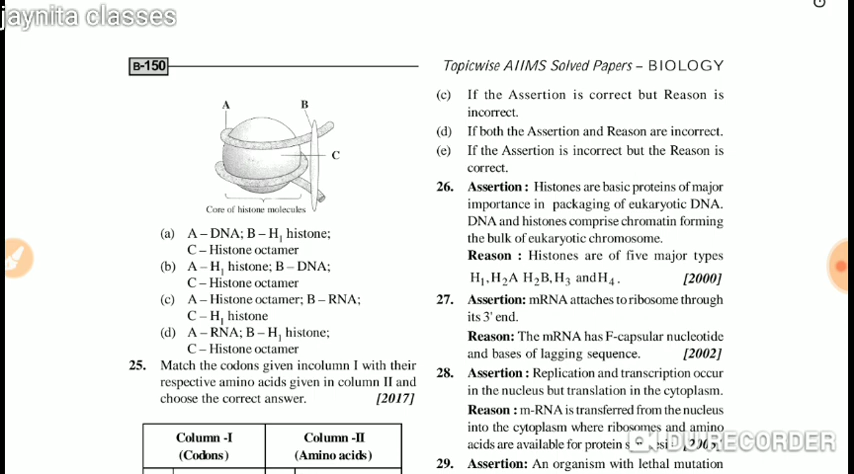 jaynita classes
B-150
Topicwise AIIMS Solved Papers – BIOLOGY
A
B
C
Core of histone molecules
(a) A – DNA; B – H1 histone;
C – Histone octamer
(b) A – H1 histone; B – DNA;
C – Histone octamer
(c) A – Histone octamer; B – RNA;
C – H1 histone
(d) A – RNA; B – H1 histone;
C – Histone octamer
25. Match the codons given incolumn I with their
respective amino acids given in column II and
choose the correct answer. [2017]
Column -I
(Codons)
Column -II
(Amino acids)
(c) If the Assertion is correct but Reason is
incorrect.
(d) If both the Assertion and Reason are incorrect.
(e) If the Assertion is incorrect but the Reason is
correct.
26. Assertion : Histones are basic proteins of major
importance in packaging of eukaryotic DNA.
DNA and histones comprise chromatin forming
the bulk of eukaryotic chromosome.
Reason : Histones are of five major types
H1, H2A H2B, H3 and H4 . [2000]
27. Assertion: mRNA attaches to ribosome through
its 3' end.
Reason: The mRNA has F-capsular nucleotide
and bases of lagging sequence. [2002]
28. Assertion : Replication and transcription occur
in the nucleus but translation in the cytoplasm.
Reason : m-RNA is transferred from the nucleus
into the cytoplasm where ribosomes and amino
acids are available for protein
DU RECORDER
29. Assertion: An organism with lethal mutation